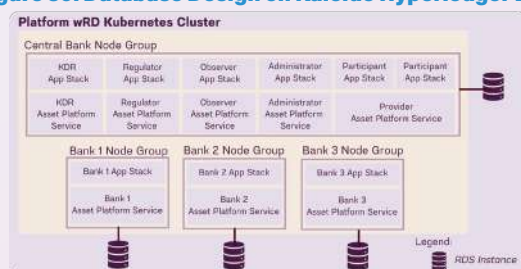 Platform wRD Kubernetes Cluster
Central Bank Node Group
KDR App Stack
Regulator App Stack
Observer App Stack
Administrator App Stack
Participant App Stack
Participant App Stack
KDR Asset Platform Service
Regulator Asset Platform Service
Observer Asset Platform Service
Administrator Asset Platform Service
Provider Asset Platform Service
Bank 1 Node Group
Bank 2 Node Group
Bank 3 Node Group
Bank 1 App Stack
Bank 2 App Stack
Bank 3 App Stack
Bank 1 Asset Platform Service
Bank 2 Asset Platform Service
Bank 3 Asset Platform Service
Legend:
RDS Instance